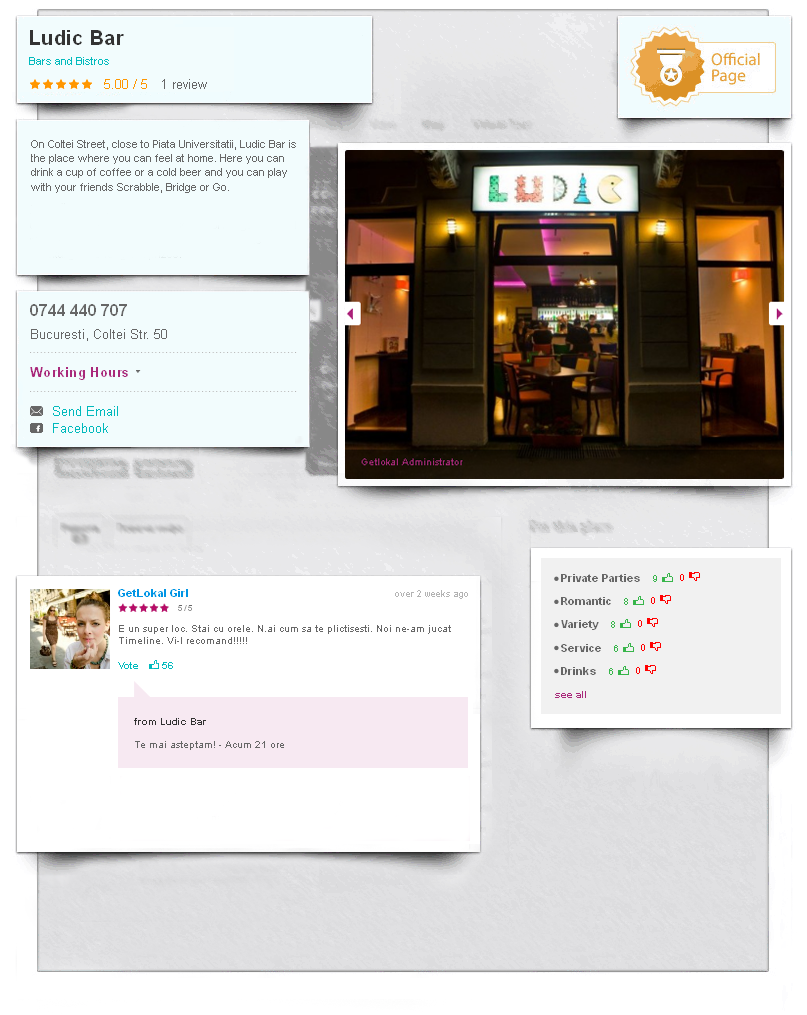 Ludic Bar
Bars and Bistros
5.00 / 5 1 review
Official
Page
On Coltei Street, close to Piata Universitatii, Ludic Bar is
the place where you can feel at home. Here you can
drink a cup of coffee or a cold beer and you can play
with your friends Scrabble, Bridge or Go.
LUDIC
Getlokal Administrator
0744 440 707
Bucuresti, Coltei Str. 50
Working Hours
Send Email
Facebook
GetLokal Girl
over 2 weeks ago
5/5
E un super loc. Stai cu orele. N.ai cum sa te plictisesti. Noi ne-am jucat
Timeline. Vi-l recomand!!!!!
Vote 56
from Ludic Bar
Te mai asteptam! - Acum 21 ore
Private Parties 9 0
Romantic 8 0
Variety 8 0
Service 6 0
Drinks 6 0
see all